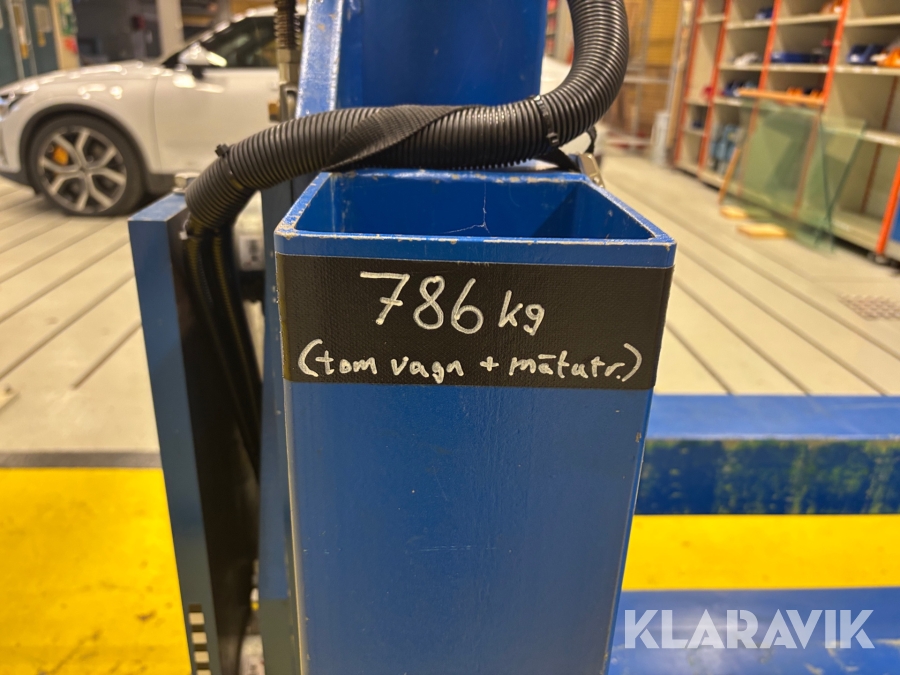 786 kg
(tom vagn + mätutr.)
KLARAVIK